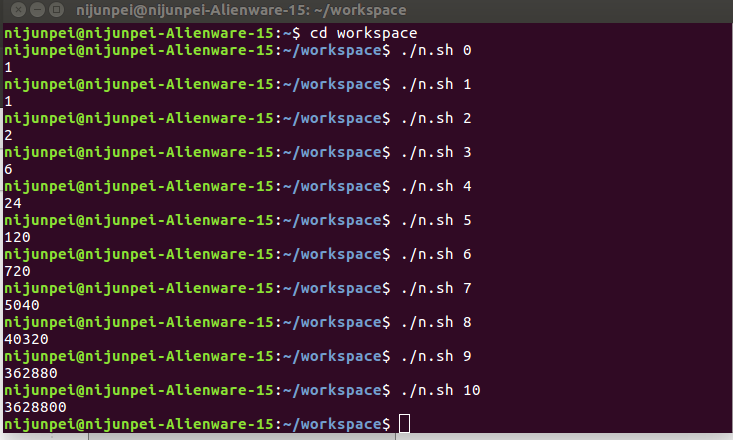 nijunpei@nijunpei-Alienware-15: ~/workspace
nijunpei@nijunpei-Alienware-15:~$ cd workspace
nijunpei@nijunpei-Alienware-15:~/workspace$ ./n.sh 0
1
nijunpei@nijunpei-Alienware-15:~/workspace$ ./n.sh 1
1
nijunpei@nijunpei-Alienware-15:~/workspace$ ./n.sh 2
2
nijunpei@nijunpei-Alienware-15:~/workspace$ ./n.sh 3
6
nijunpei@nijunpei-Alienware-15:~/workspace$ ./n.sh 4
24
nijunpei@nijunpei-Alienware-15:~/workspace$ ./n.sh 5
120
nijunpei@nijunpei-Alienware-15:~/workspace$ ./n.sh 6
720
nijunpei@nijunpei-Alienware-15:~/workspace$ ./n.sh 7
5040
nijunpei@nijunpei-Alienware-15:~/workspace$ ./n.sh 8
40320
nijunpei@nijunpei-Alienware-15:~/workspace$ ./n.sh 9
362880
nijunpei@nijunpei-Alienware-15:~/workspace$ ./n.sh 10
3628800
nijunpei@nijunpei-Alienware-15:~/workspace$